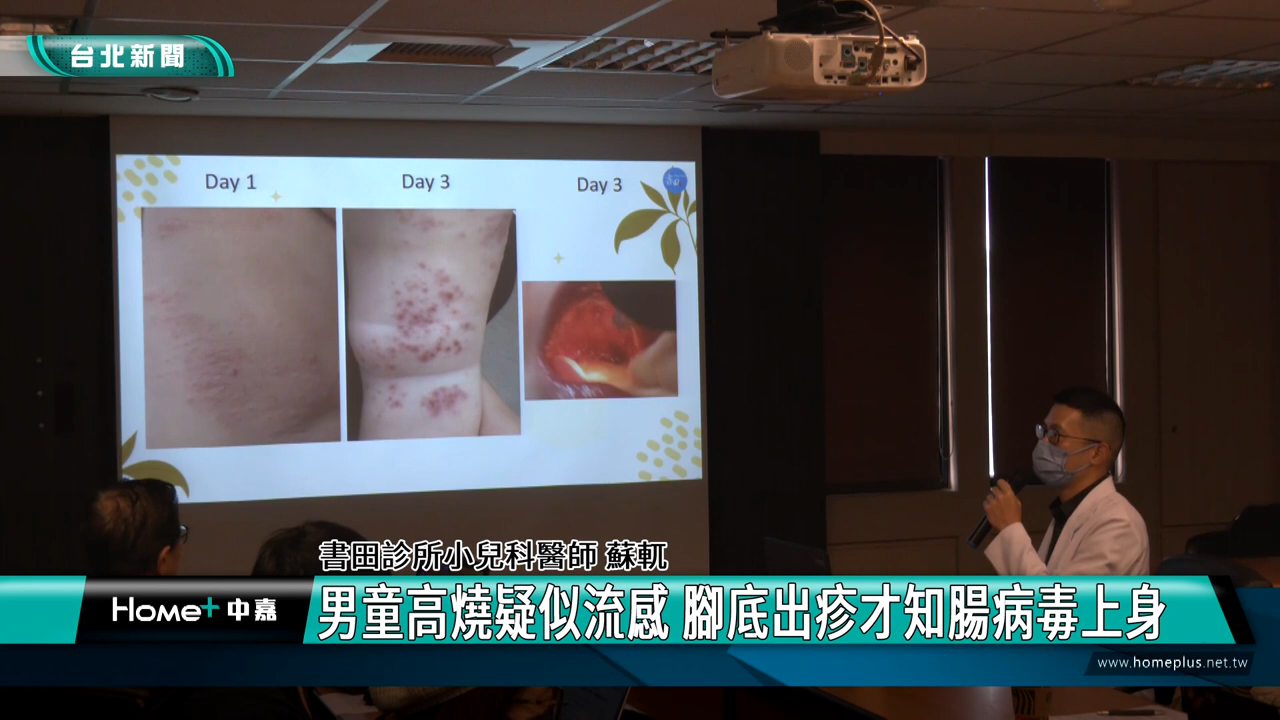 台北新聞
Day 1
Day 3
Day 3
書田診所小兒科醫師 蘇軏
Home+中嘉
男童高燒疑似流感 腳底出疹才知腸病毒上身
www.homeplus.net.tw